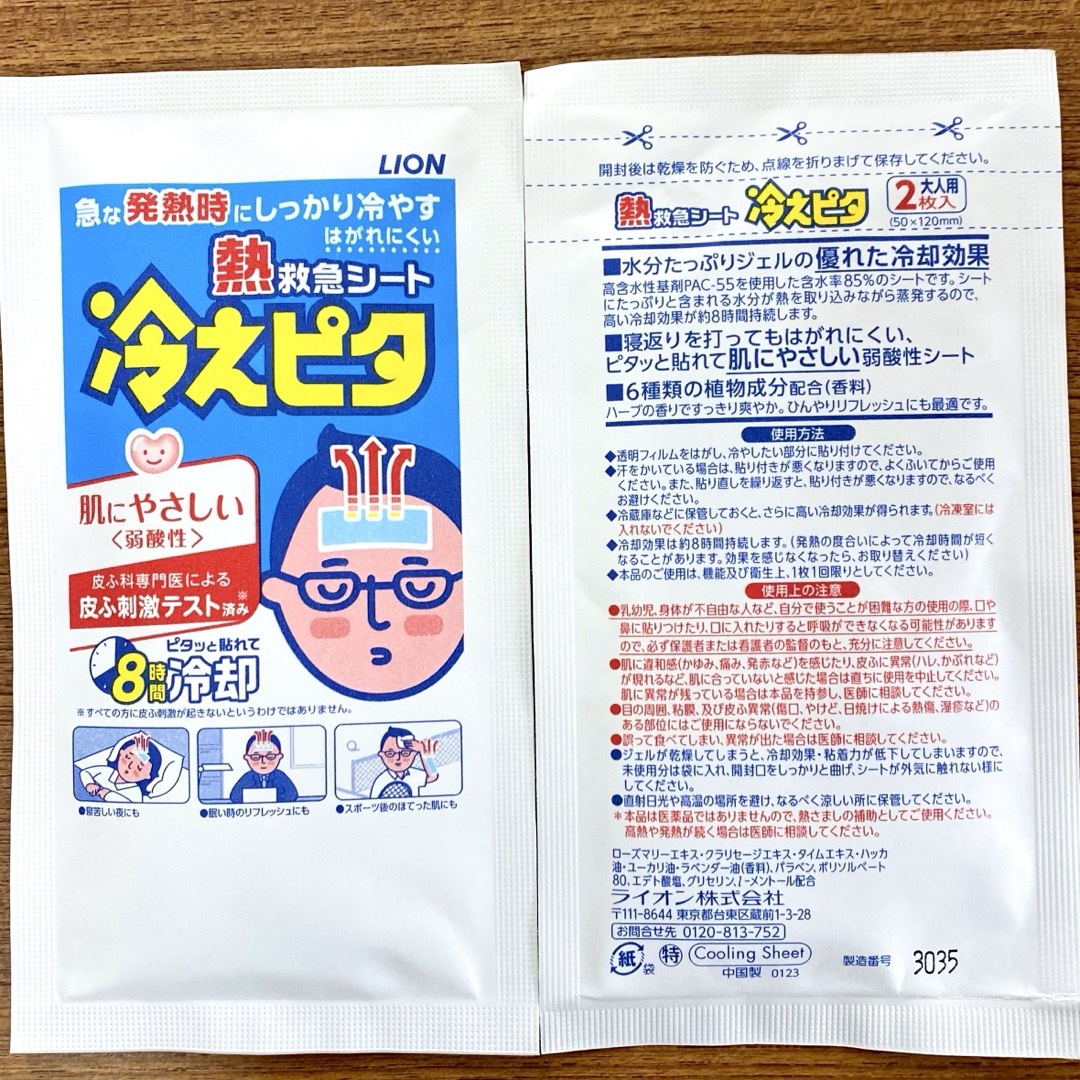 LION
急な発熱時にしっかり冷やす
はがれにくい
熱救急シート
冷えピタ
肌にやさしい
〈弱酸性〉
皮ふ科専門医による
皮ふ刺激テスト済み※
ピタッと貼れて
8時間冷却
※すべての方に皮ふ刺激が起きないというわけではありません。
●寝苦しい夜にも
●眠い時のリフレッシュにも
●スポーツ後のほてった肌にも
開封後は乾燥を防ぐため、点線を折りまげて保存してください。
熱救急シート 冷えピタ 大人用2枚入
(50×120mm)
■水分たっぷりジェルの優れた冷却効果
高含水性基剤PAC-55を使用した含水率85%のシートです。シート
にたっぷりと含まれる水分が熱を取り込みながら蒸発するので、
高い冷却効果が約8時間持続します。
■寝返りを打ってもはがれにくい、
ピタッと貼れて肌にやさしい弱酸性シート
■6種類の植物成分配合(香料)
ハーブの香りですっきり爽やか。ひんやりリフレッシュにも最適です。
使用方法
◆透明フィルムをはがし、冷やしたい部分に貼り付けてください。
◆汗をかいている場合は、貼り付きが悪くなりますので、よくふいてからご使用
ください。また、貼り直しを繰り返すと、貼り付きが悪くなりますので、なるべく
お避けください。
◆冷蔵庫などに保管しておくと、さらに高い冷却効果が得られます。(冷凍室には
入れないでください)
◆冷却効果は約8時間持続します。(発熱の度合いによって冷却時間が短く
なることがあります。効果を感じなくなったら、お取り替えください)
◆本品のご使用は、機能及び衛生上、1枚1回限りとしてください。
使用上の注意
●乳幼児、身体が不自由な人など、自分で使うことが困難な方の使用の際、口や
鼻に貼りつけたり、口に入れたりすると呼吸ができなくなる可能性があります
ので、必ず保護者または看護者の監督のもと、充分に注意してください。
●肌に違和感(かゆみ、痛み、発赤など)を感じたり、皮ふに異常(ハレ、かぶれなど)
が現れるなど、肌に合っていないと感じた場合は直ちに使用を中止してください。
肌に異常が残っている場合は本品を持参し、医師に相談してください。
●目の周囲、粘膜、及び皮ふ異常(傷口、やけど、日焼けによる熱傷、湿疹など)の
ある部位にはご使用にならないでください。
●誤って食べてしまい、異常が出た場合は医師に相談してください。
●ジェルが乾燥してしまうと、冷却効果・粘着力が低下してしまいますので、
未使用分は袋に入れ、開封口をしっかりと曲げ、シートが外気に触れない様に
してください。
●直射日光や高温の場所を避け、なるべく涼しい所に保管してください。
*本品は医薬品ではありませんので、熱さましの補助としてご使用ください。
高熱や発熱が続く場合は医師に相談してください。
ローズマリーエキス・クラリセージエキス・タイムエキス・ハッカ
油・ユーカリ油・ラベンダー油(香料)、パラベン、ポリソルベート
80、エデト酸塩、グリセリン、l-メントール配合
ライオン株式会社
〒111-8644 東京都台東区蔵前1-3-28
お問合せ先 0120-813-752
紙 袋 特 Cooling Sheet
中国製 0123
製造番号 3035